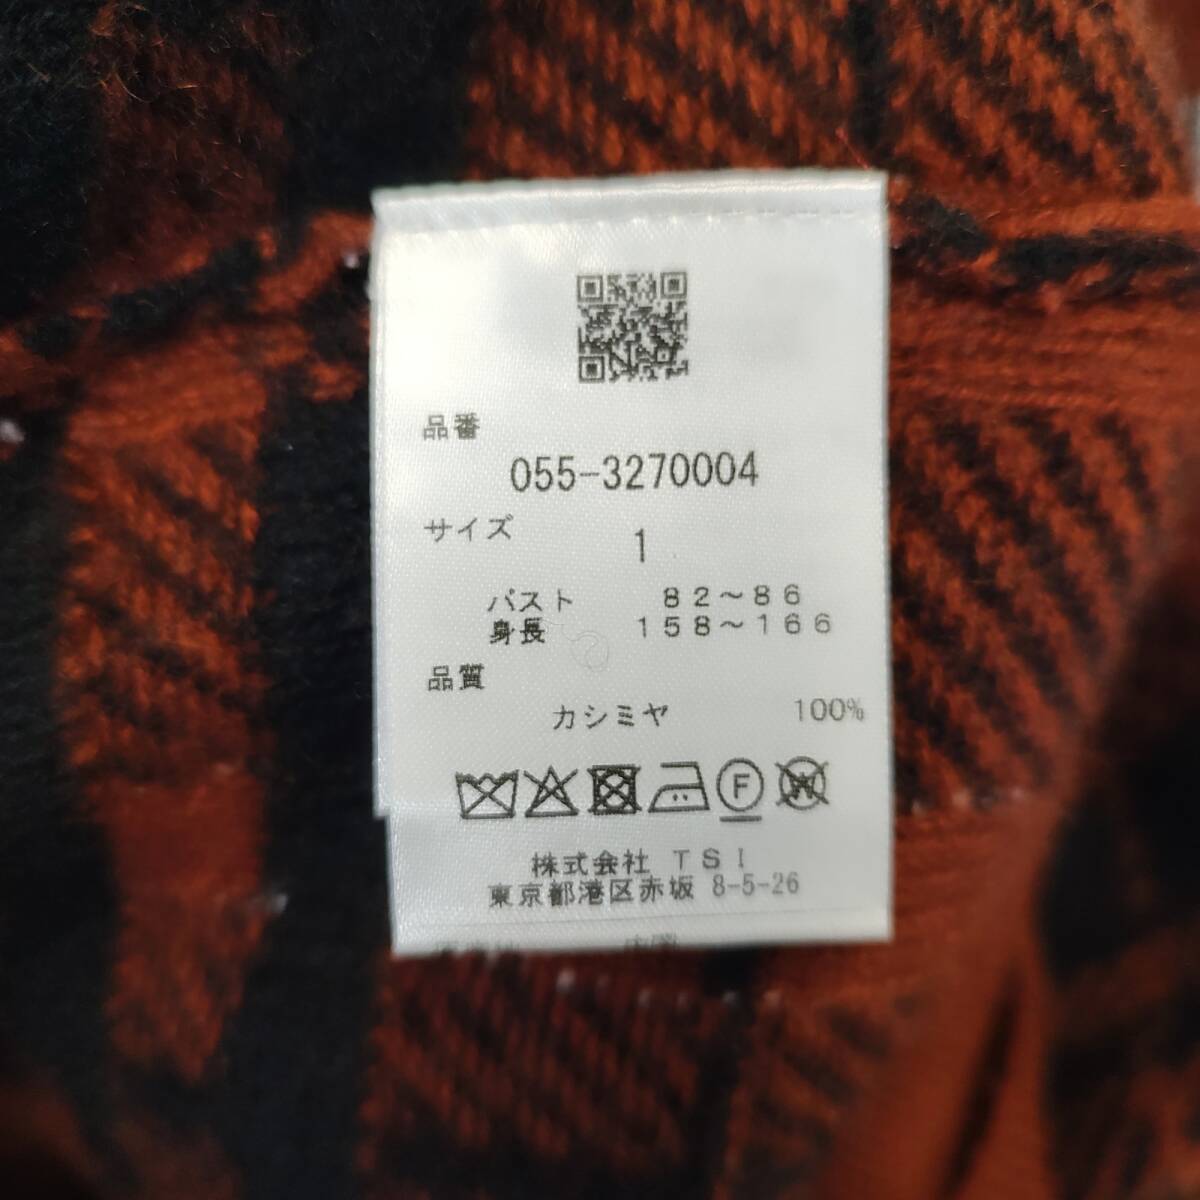 品番
055-3270004
サイズ
1
バスト 82〜86
身長 158〜166
品質
カシミヤ 100%
F
W
株式会社 TSI
東京都港区赤坂 8-5-26